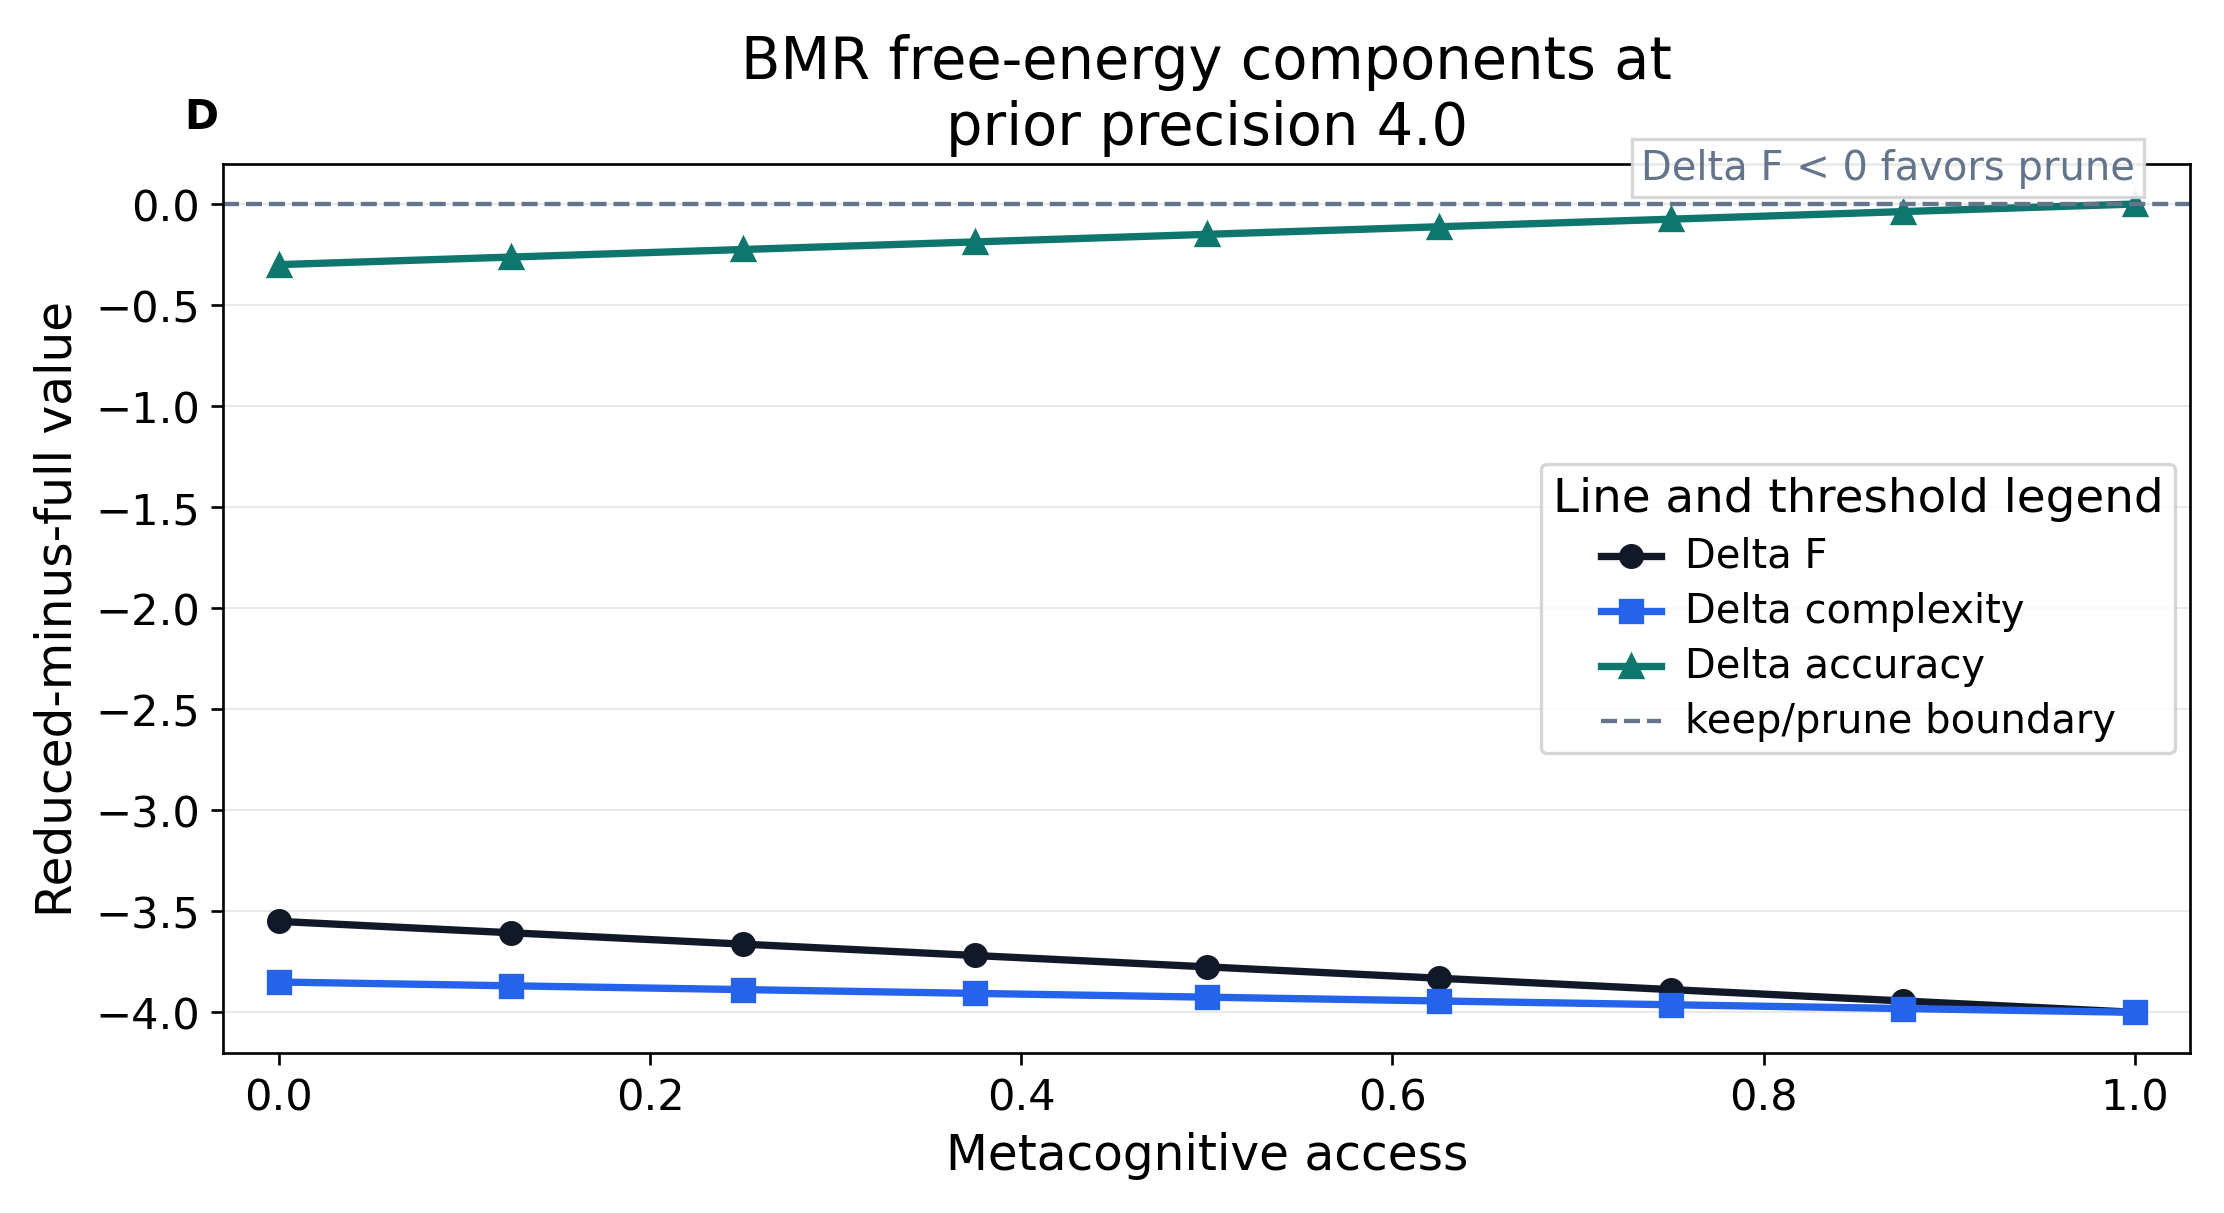 BMR free-energy components at
prior precision 4.0
D
Delta F < 0 favors prune
0.0
−0.5
−1.0
−1.5
−2.0
−2.5
−3.0
−3.5
−4.0
Reduced-minus-full value
Line and threshold legend
Delta F
Delta complexity
Delta accuracy
keep/prune boundary
0.0 0.2 0.4 0.6 0.8 1.0
Metacognitive access